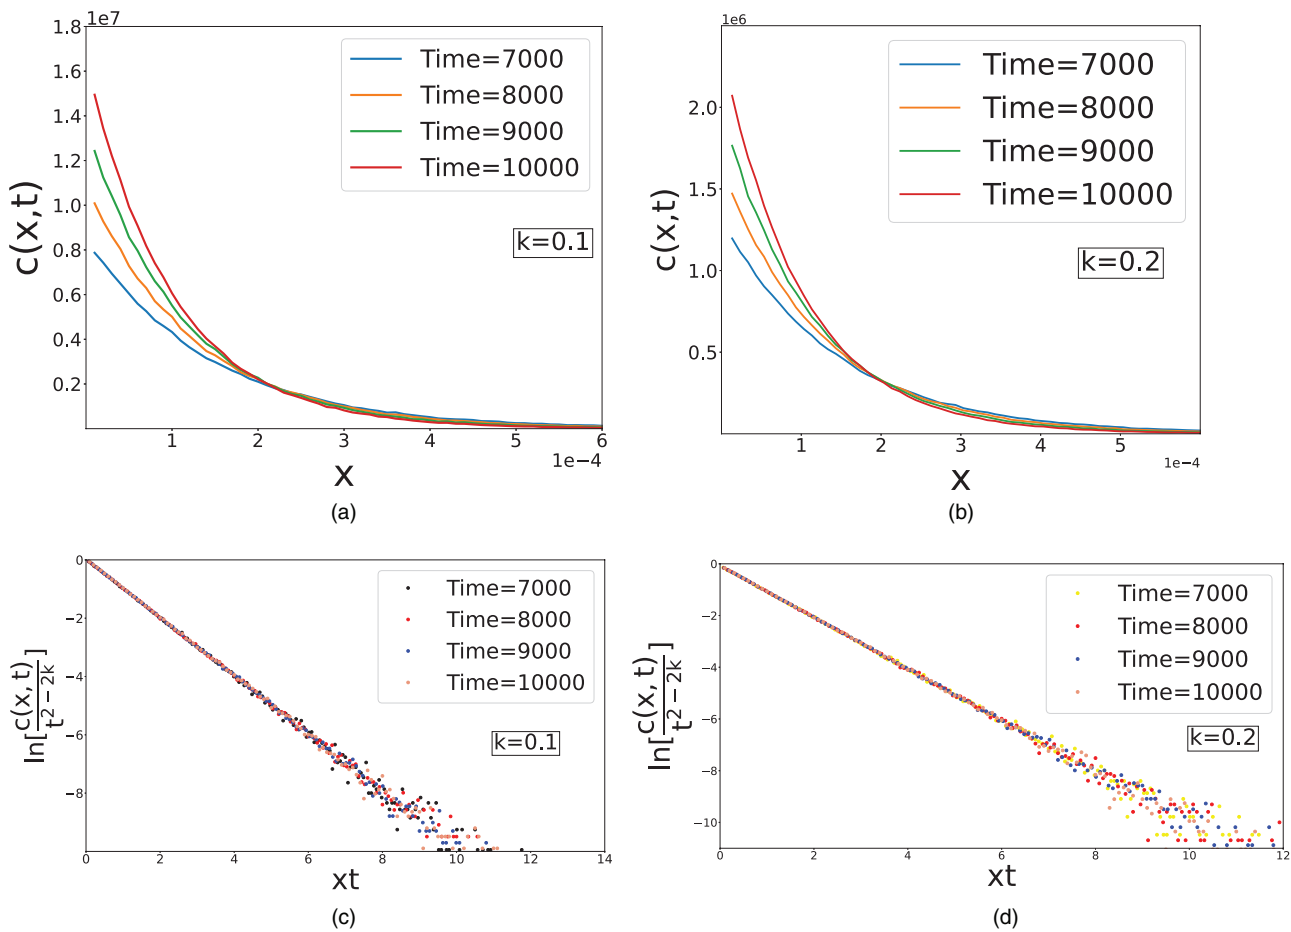 1e7
1.8
1.6
1.4
1.2
1.0
0.8
0.6
0.4
0.2
c(x,t)
Time=7000
Time=8000
Time=9000
Time=10000
k=0.1
1 2 3 4 5 6
1e−4
x
(a)
1e6
2.0
1.5
1.0
0.5
c(x,t)
Time=7000
Time=8000
Time=9000
Time=10000
k=0.2
1 2 3 4 5
1e−4
x
(b)
0
−2
−4
−6
−8
ln[c(x, t)/t^2−2k]
Time=7000
Time=8000
Time=9000
Time=10000
k=0.1
0 2 4 6 8 10 12 14
xt
(c)
0
−2
−4
−6
−8
−10
ln[c(x, t)/t^2−2k]
Time=7000
Time=8000
Time=9000
Time=10000
k=0.2
0 2 4 6 8 10 12
xt
(d)